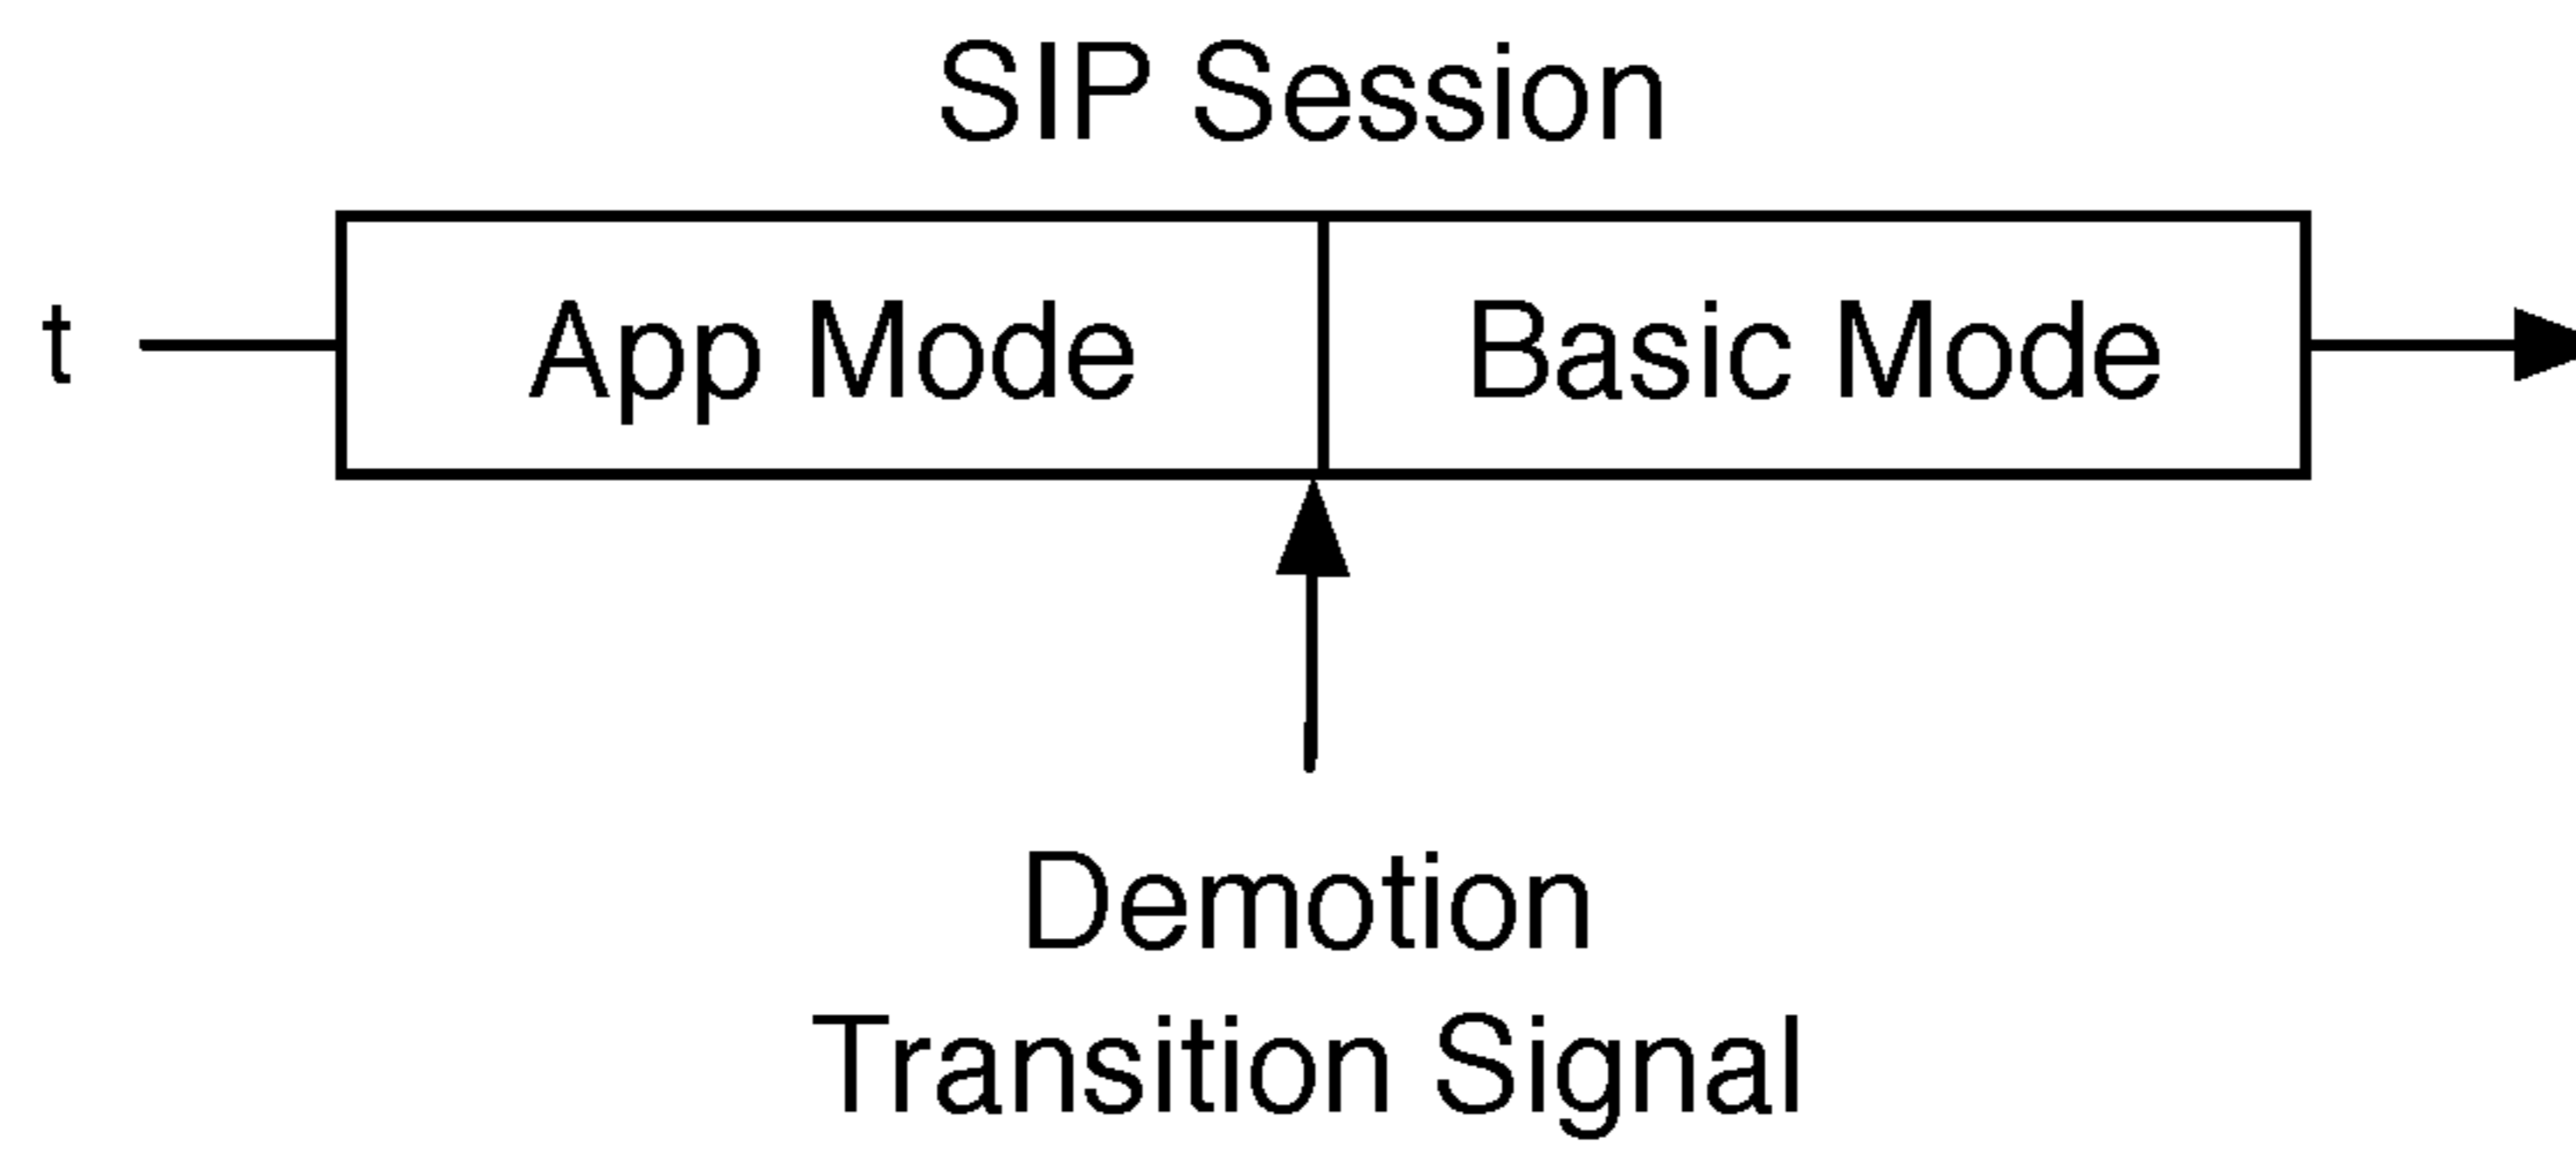 SIP Session
t
App Mode
Basic Mode
Demotion
Transition Signal